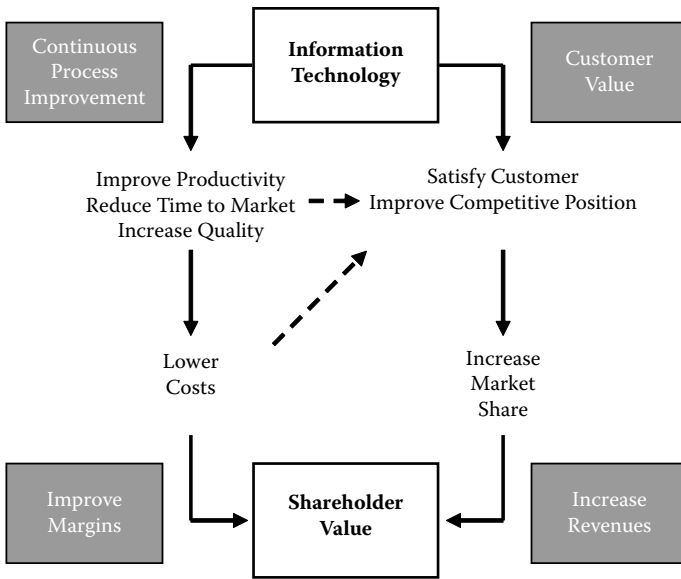 Continuous
Process
Improvement
Information
Technology
Customer
Value
Improve Productivity
Reduce Time to Market
Increase Quality
Satisfy Customer
Improve Competitive Position
Lower
Costs
Increase
Market
Share
Improve
Margins
Shareholder
Value
Increase
Revenues